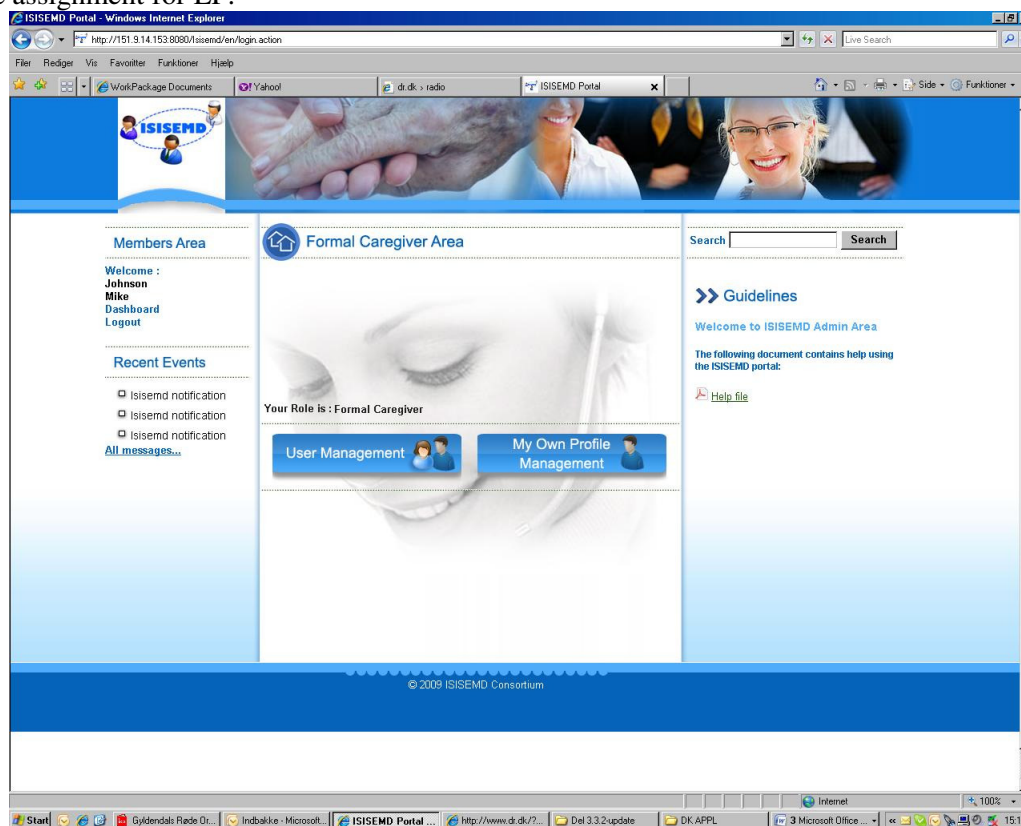 assignment for EP.
ISISEMD Portal - Windows Internet Explorer
http://151.9.14.153:8080/Isisemd/en/login.action
Live Search
Filer Rediger Vis Favoritter Funktioner Hjælp
WorkPackage Documents
Yahoo!
dr.dk > radio
ISISEMD Portal
Side
Funktioner
ISISEMD
Members Area
Welcome :
Johnson
Mike
Dashboard
Logout
Recent Events
Isisemd notification
Isisemd notification
Isisemd notification
All messages...
Formal Caregiver Area
Your Role is : Formal Caregiver
User Management
My Own Profile
Management
Search
Search
Guidelines
Welcome to ISISEMD Admin Area
The following document contains help using
the ISISEMD portal:
Help file
© 2009 ISISEMD Consortium
Internet
100%
Start
Gyldendals Røde Or...
Indbakke - Microsoft...
ISISEMD Portal ...
http://www.dr.dk/?...
Del 3.3.2-update
DK APPL
3 Microsoft Office ...